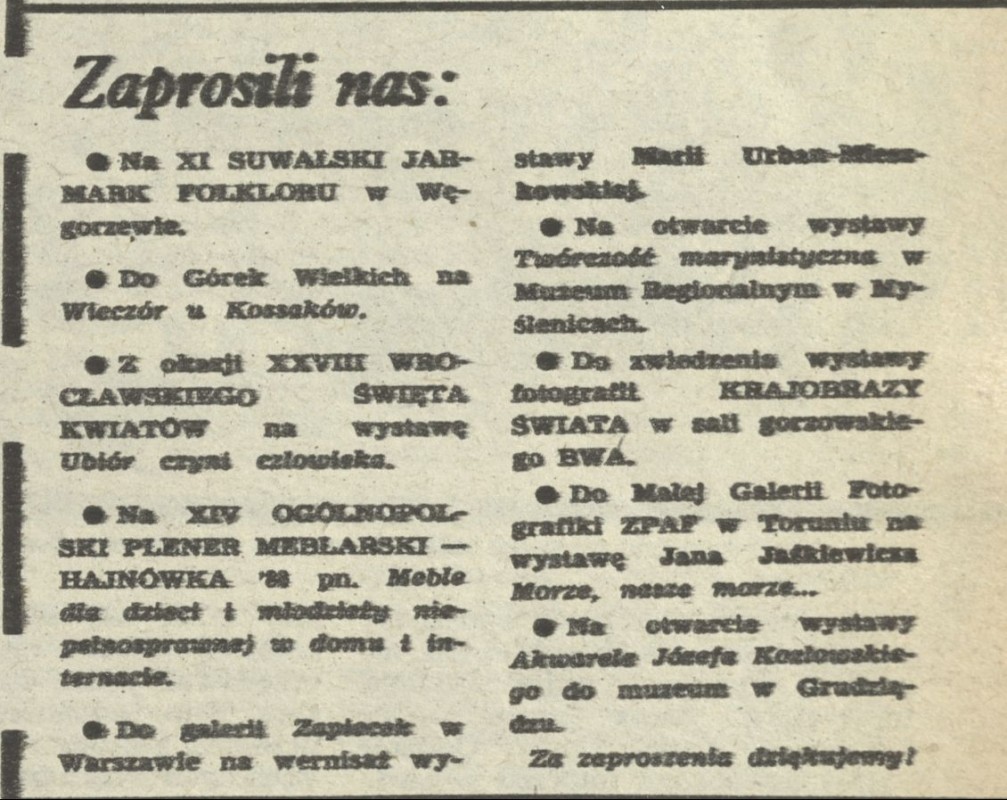 Zaprosili nas:
● Na XI SUWALSKI JAR-
MARK FOLKLORU w Wę-
gorzewie.
● Do Górek Wielkich na
Wieczór u Kossaków.
● Z okazji XXVIII WRO-
CŁAWSKIEGO ŚWIĘTA
KWIATÓW na wystawę
Ubiór czyni człowieka.
● Na XIV OGÓLNOPOL-
SKI PLENER MEBLARSKI —
HAJNÓWKA '88 pn. Meble
dla dzieci i młodzieży nie-
pełnosprawnej w domu i in-
ternacie.
● Do galerii Zapiecek w
Warszawie na wernisaż wy-
stawy Marii Urban-Miesz-
kowskiej.
● Na otwarcie wystawy
Twórczość marynistyczna w
Muzeum Regionalnym w My-
ślenicach.
● Do zwiedzenia wystawy
fotografii KRAJOBRAZY
ŚWIATA w sali gorzowskie-
go BWA.
● Do Małej Galerii Foto-
grafiki ZPAF w Toruniu na
wystawę Jana Jaśkiewicza
Morze, nasze morze...
● Na otwarcie wystawy
Akwarele Józefa Kozłowskie-
go do muzeum w Grudzią-
dzu.
Za zaproszenia dziękujemy!